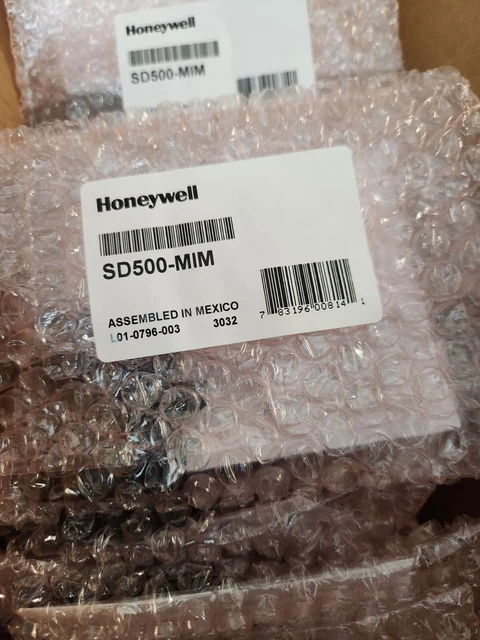 Honeywell
SD500-MIM
Honeywell
SD500-MIM
ASSEMBLED IN MEXICO
L01-0796-003 3032
7 83196 00814 1